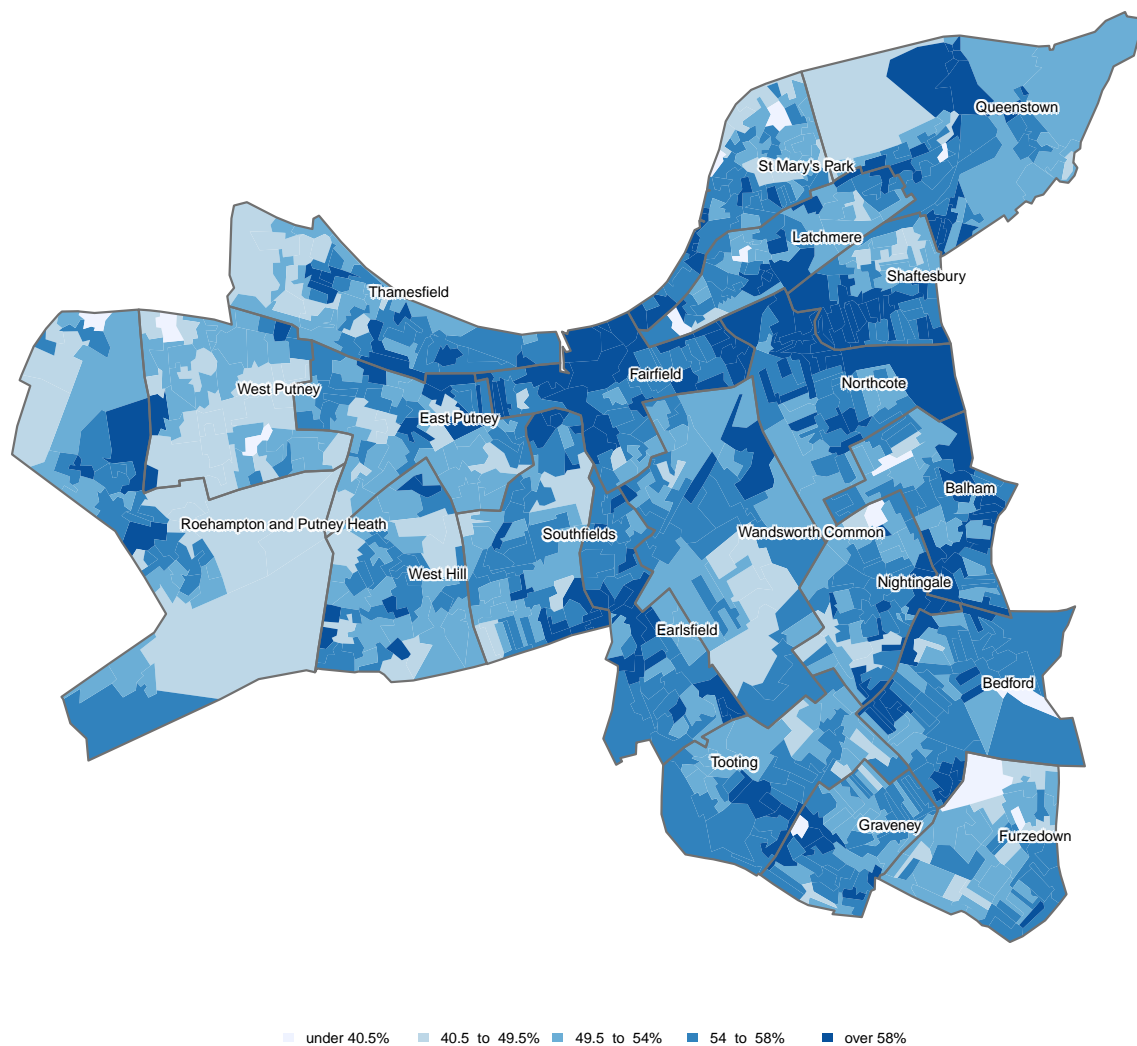 Queenstown
St Mary's Park
Latchmere
Shaftesbury
Thamesfield
Fairfield
Northcote
West Putney
East Putney
Balham
Roehampton and Putney Heath
Southfields
Wandsworth Common
West Hill
Nightingale
Earlsfield
Bedford
Tooting
Graveney
Furzedown
under 40.5% 40.5 to 49.5% 49.5 to 54% 54 to 58% over 58%